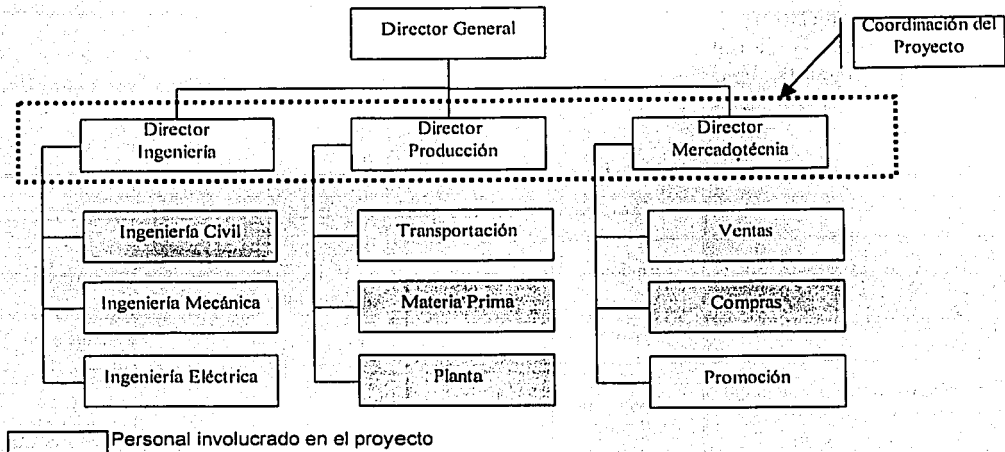 Director General
Coordinación del
Proyecto
Director
Ingeniería
Director
Producción
Director
Mercadotécnia
Ingeniería Civil
Transportación
Ventas
Ingeniería Mecánica
Materia Prima
Compras
Ingeniería Eléctrica
Planta
Promoción
Personal involucrado en el proyecto